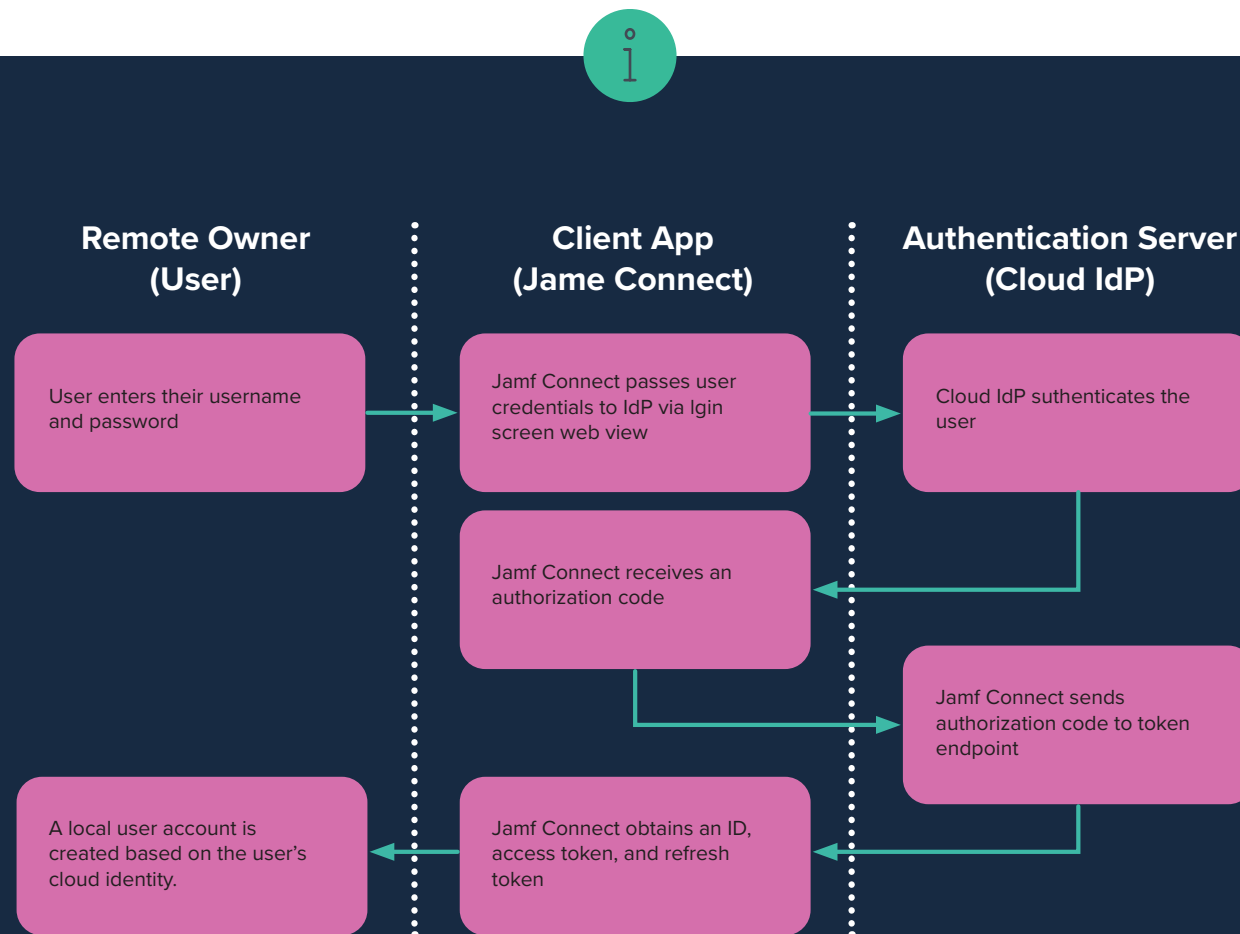 i
Remote Owner
(User)
Client App
(Jame Connect)
Authentication Server
(Cloud IdP)
User enters their username
and password
Jamf Connect passes user
credentials to IdP via lgin
screen web view
Cloud IdP suthenticates the
user
Jamf Connect receives an
authorization code
Jamf Connect sends
authorization code to token
endpoint
A local user account is
created based on the user’s
cloud identity.
Jamf Connect obtains an ID,
access token, and refresh
token